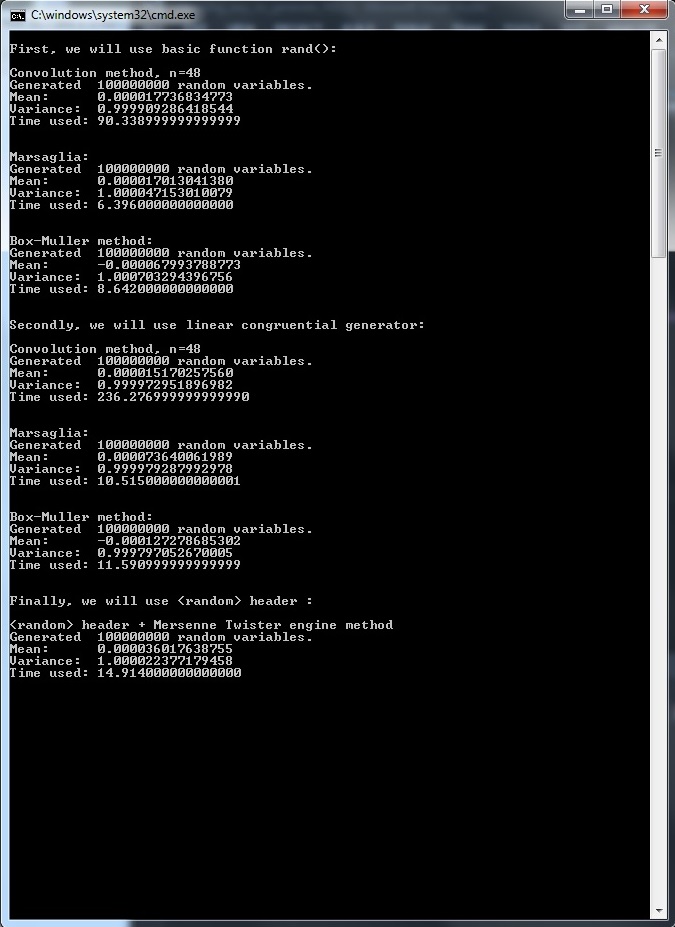 C:\windows\system32\cmd.exe
First, we will use basic function rand():
Convolution method, n=48
Generated  100000000 random variables.
Mean:      0.000017736834773
Variance:  0.999909286418544
Time used: 90.338999999999999
Marsaglia:
Generated  100000000 random variables.
Mean:      0.000017013041380
Variance:  1.000047153010079
Time used: 6.396000000000000
Box-Muller method:
Generated  100000000 random variables.
Mean:      -0.000067993788773
Variance:  1.000703294396756
Time used: 8.642000000000000
Secondly, we will use linear congruential generator:
Convolution method, n=48
Generated  100000000 random variables.
Mean:      0.000015170257560
Variance:  0.999972951896982
Time used: 236.276999999999990
Marsaglia:
Generated  100000000 random variables.
Mean:      0.000073640061989
Variance:  0.999979287992978
Time used: 10.515000000000001
Box-Muller method:
Generated  100000000 random variables.
Mean:      -0.000127278685302
Variance:  0.999797052670005
Time used: 11.590999999999999
Finally, we will use <random> header :
<random> header + Mersenne Twister engine method
Generated  100000000 random variables.
Mean:      0.000036017638755
Variance:  1.000022377179458
Time used: 14.914000000000000